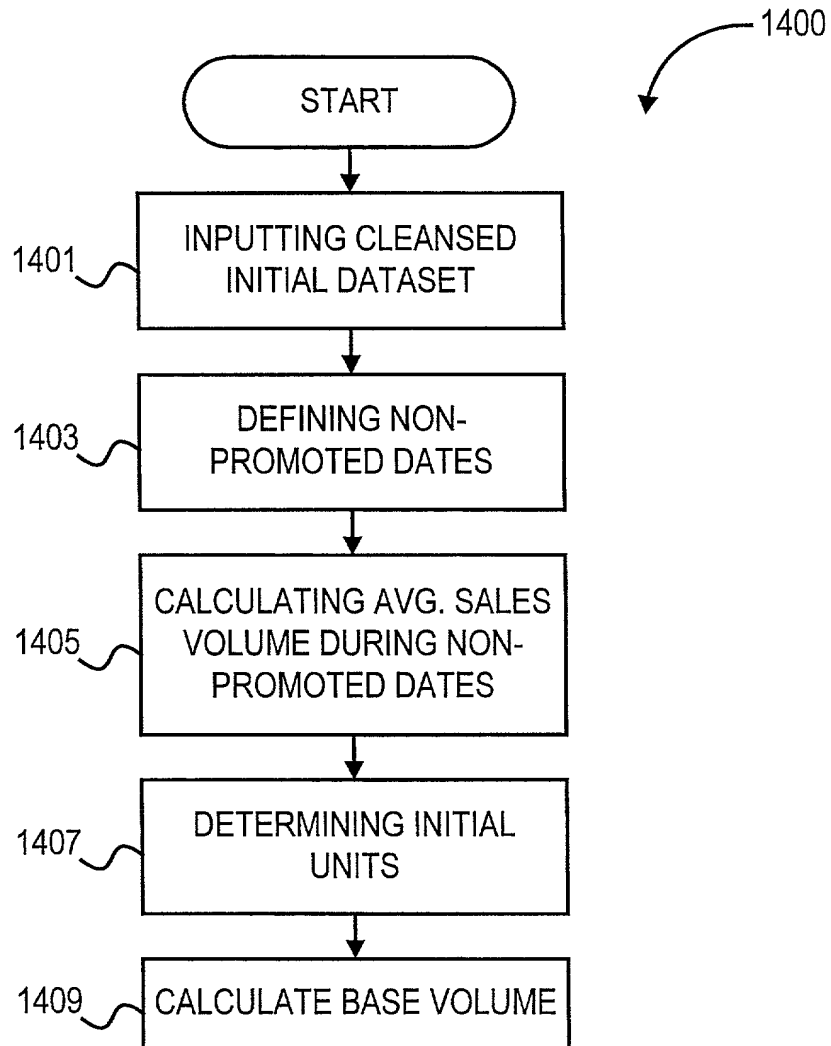 1400
START
1401
INPUTTING CLEANSED
INITIAL DATASET
1403
DEFINING NON-
PROMOTED DATES
1405
CALCULATING AVG. SALES
VOLUME DURING NON-
PROMOTED DATES
1407
DETERMINING INITIAL
UNITS
1409
CALCULATE BASE VOLUME